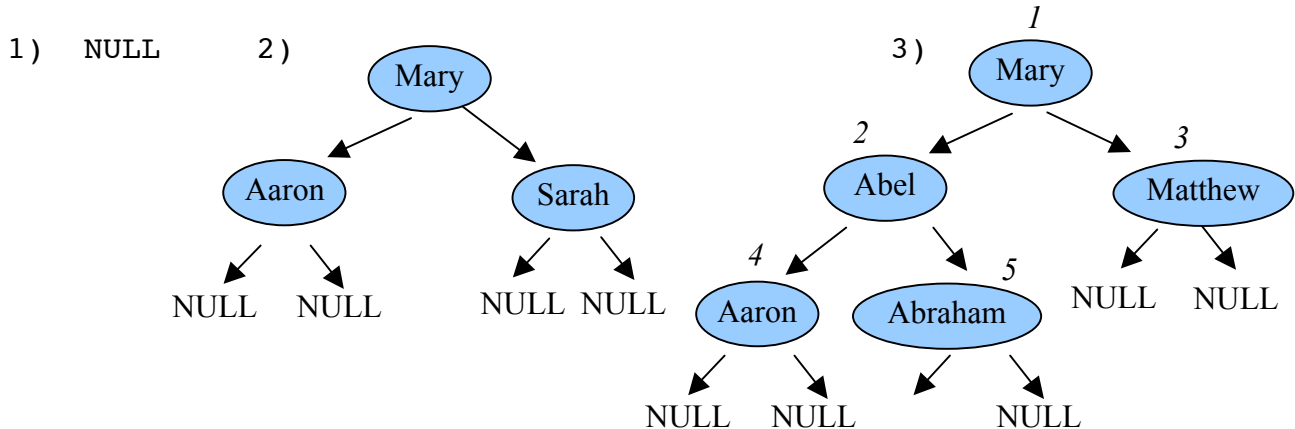 1
1) NULL 2) 3)
Mary Mary
2 3
Aaron Sarah Abel Matthew
4 5
NULL NULL NULL NULL Aaron Abraham NULL NULL
NULL NULL NULL